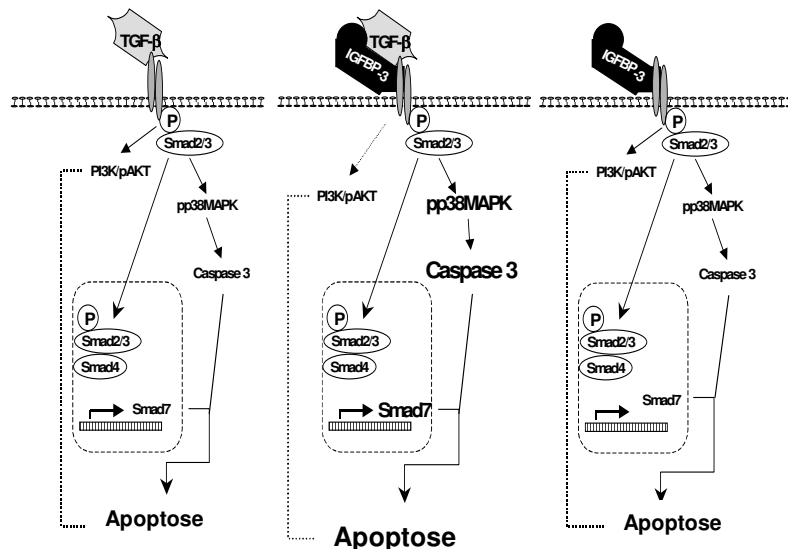 TGF-β
P
Smad2/3
PI3K/pAKT
pp38MAPK
Caspase 3
P
Smad2/3
Smad4
Smad7
Apoptose
TGF-β
IGFBP-3
P
Smad2/3
PI3K/pAKT
pp38MAPK
Caspase 3
P
Smad2/3
Smad4
Smad7
Apoptose
IGFBP-3
P
Smad2/3
PI3K/pAKT
pp38MAPK
Caspase 3
P
Smad2/3
Smad4
Smad7
Apoptose